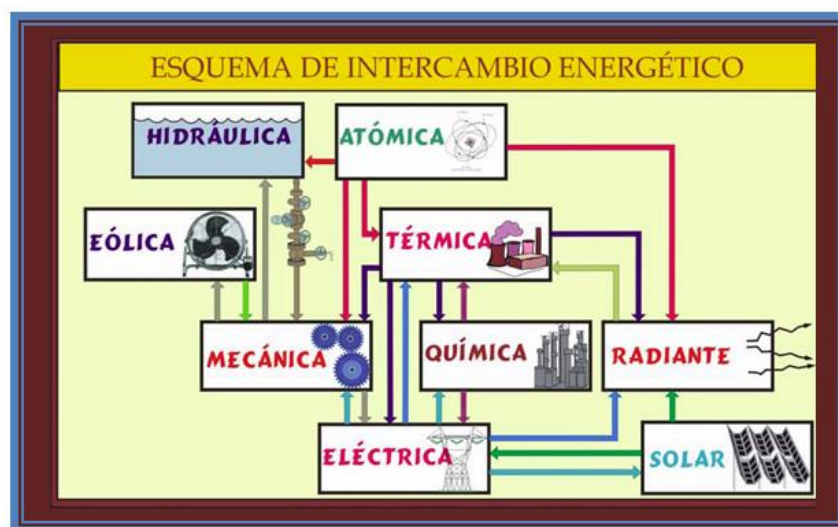 ESQUEMA DE INTERCAMBIO ENERGÉTICO
HIDRÁULICA
ATÓMICA
EÓLICA
TÉRMICA
MECÁNICA
QUÍMICA
RADIANTE
ELÉCTRICA
SOLAR